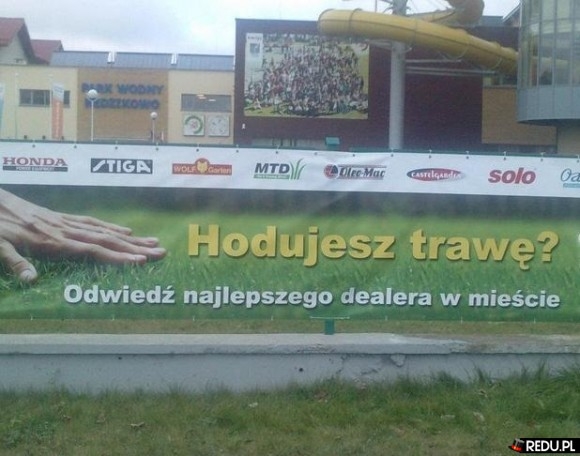 PARK WODNY
HONDA
STIGA
WOLF Garten
MTD
Oleo-Mac
CASTELGARDEN
solo
Hodujesz trawę?
Odwiedź najlepszego dealera w mieście
REDU.PL